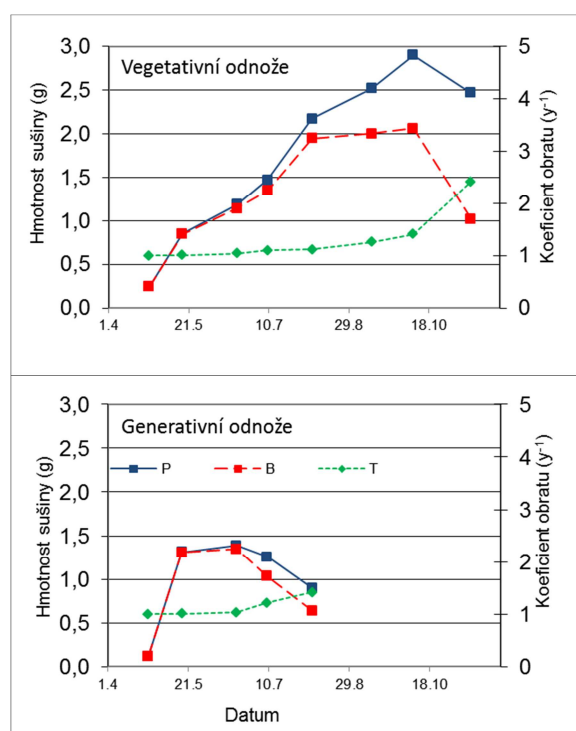 Vegetativní odnože
Hmotnost sušiny (g)
3,0
2,5
2,0
1,5
1,0
0,5
0,0
5
4
3
2
1
0
Koeficient obratu (y⁻¹)
1.4 21.5 10.7 29.8 18.10
Generativní odnože
P B T
Hmotnost sušiny (g)
3,0
2,5
2,0
1,5
1,0
0,5
0,0
5
4
3
2
1
0
Koeficient obratu (y⁻¹)
1.4 21.5 10.7 29.8 18.10
Datum